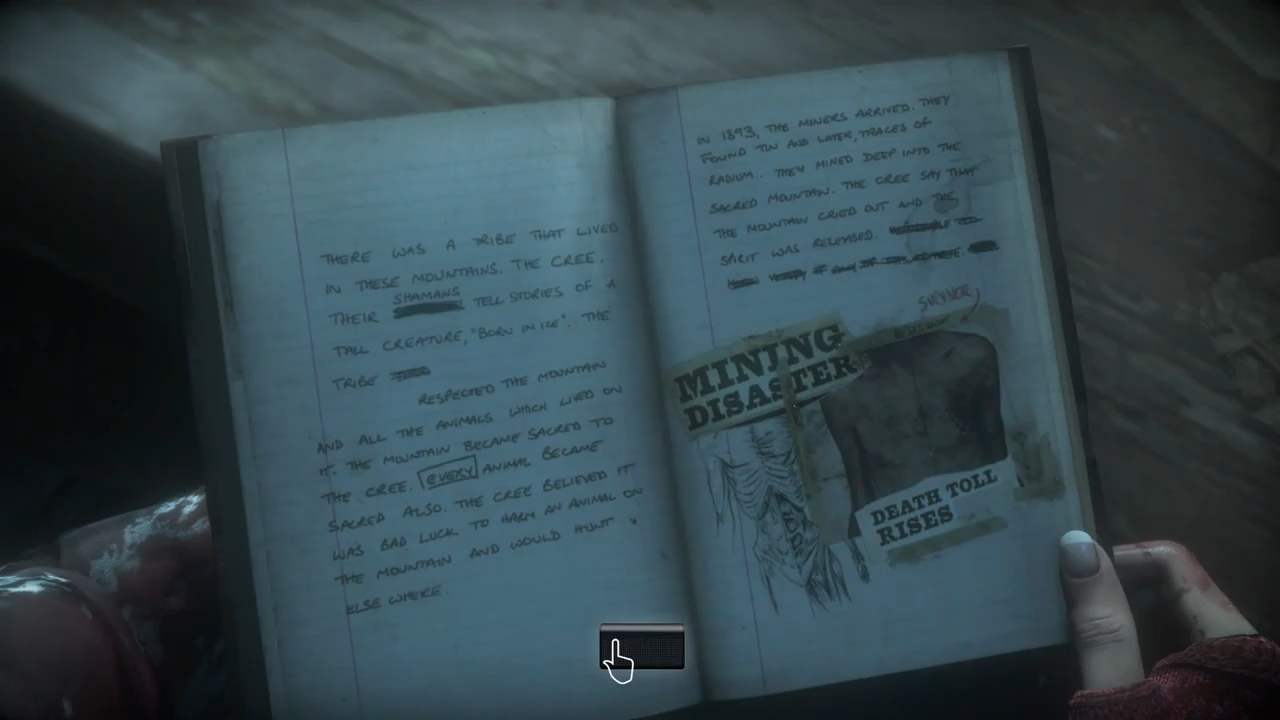 THERE WAS A TRIBE THAT LIVED
IN THESE MOUNTAINS. THE CREE.
SHAMANS
THEIR TELL STORIES OF A
TALL CREATURE, "BORN IN ICE". THE
TRIBE
RESPECTED THE MOUNTAIN
AND ALL THE ANIMALS WHICH LIVED ON
IT. THE MOUNTAIN BECAME SACRED TO
THE CREE. EVERY ANIMAL BECAME
SACRED ALSO. THE CREE BELIEVED IT
WAS BAD LUCK TO HARM AN ANIMAL ON
THE MOUNTAIN AND WOULD HUNT
ELSE WHERE.
IN 1893, THE MINERS ARRIVED. THEY
FOUND TIN AND LATER, TRACES OF
RADIUM. THEY MINED DEEP INTO THE
SACRED MOUNTAIN. THE CREE SAY THAT
THE MOUNTAIN CRIED OUT AND THE
SPIRIT WAS RELEASED.
SURVIVOR
MINING
DISASTER
DEATH TOLL
RISES